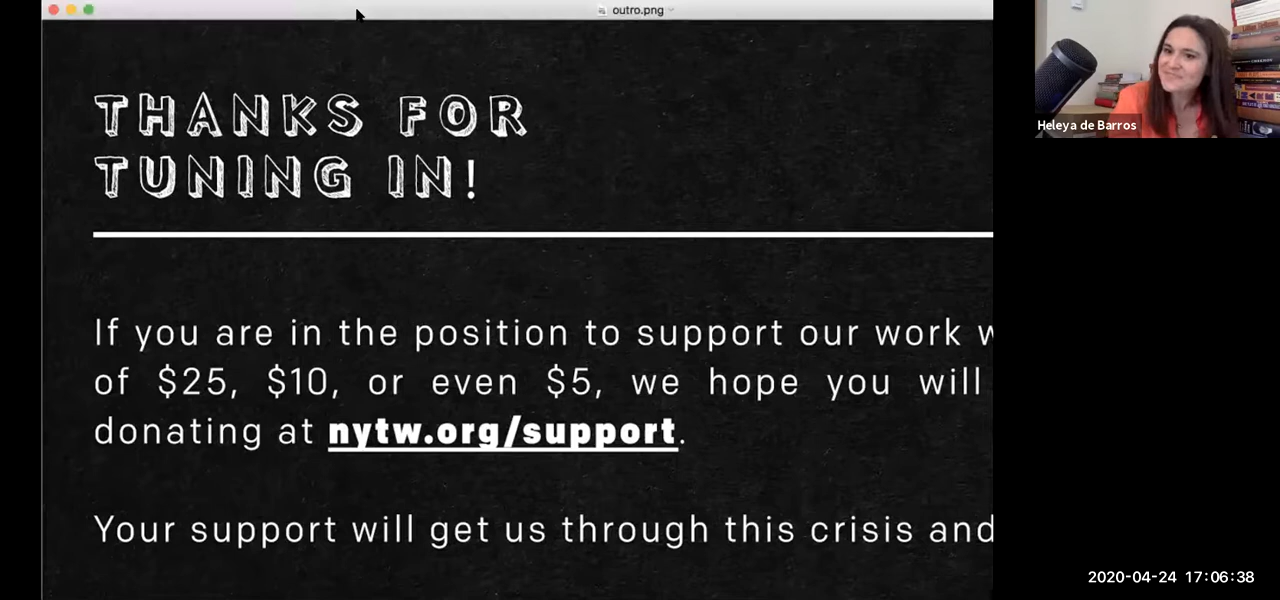 outro.png
THANKS FOR
TUNING IN!
If you are in the position to support our work
of $25, $10, or even $5, we hope you will
donating at nytw.org/support.
Your support will get us through this crisis and
Heleya de Barros
2020-04-24 17:06:38